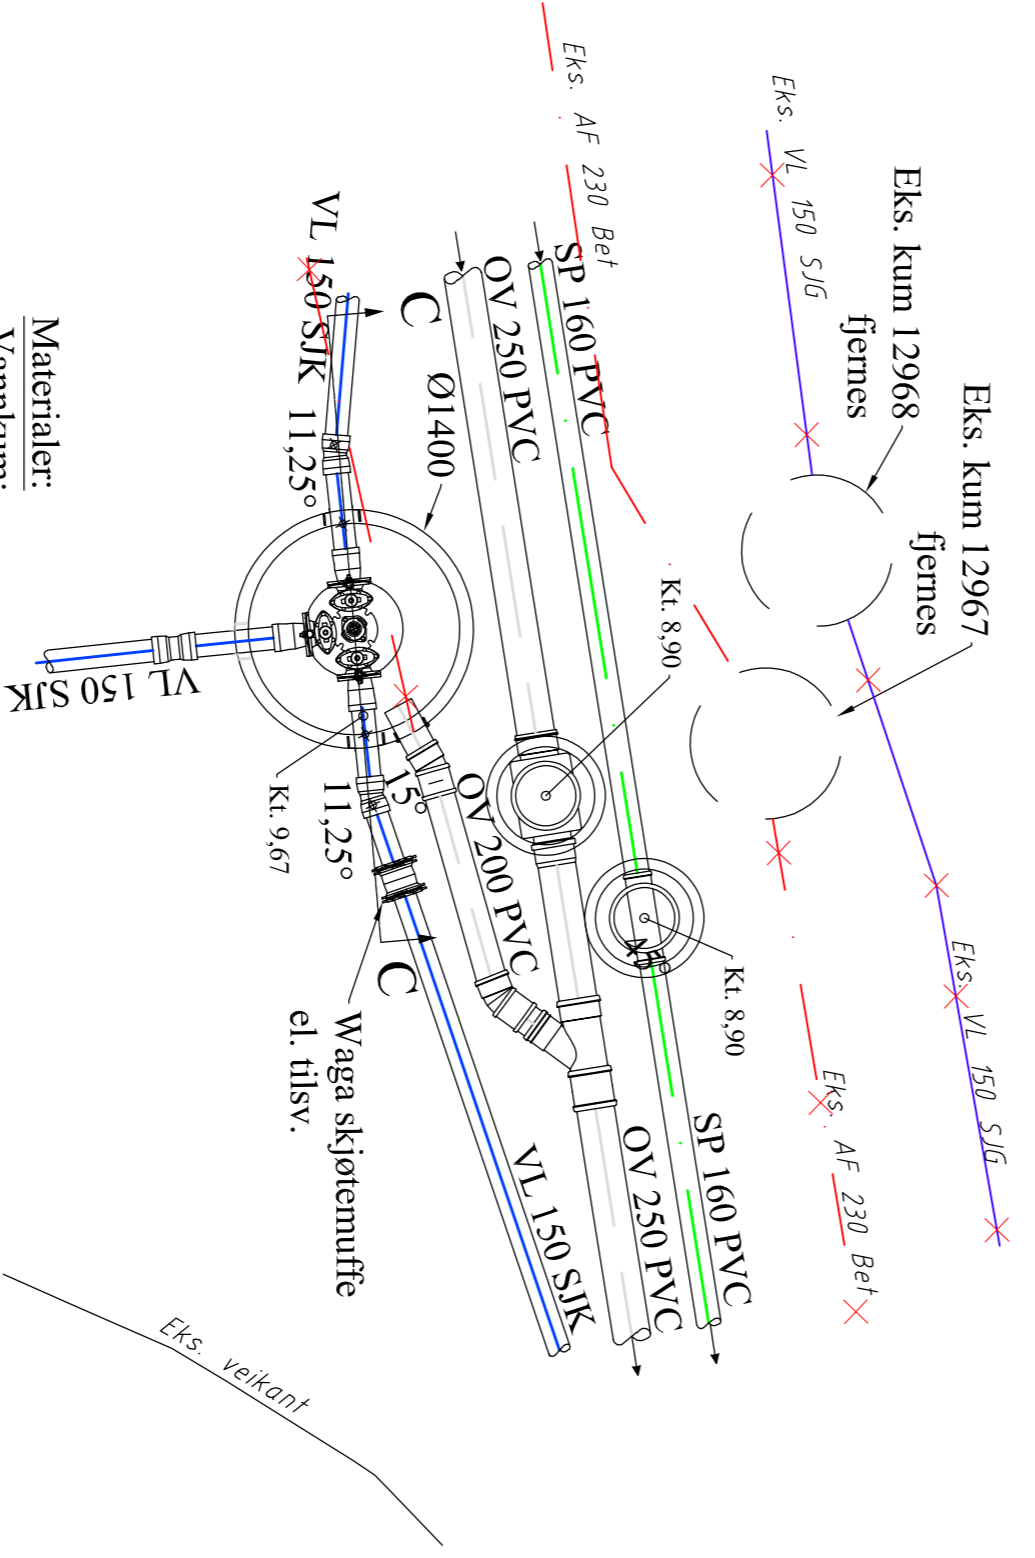 Eks. kum 12967
fjernes
Eks. kum 12968
fjernes
Eks. VL 150 SJG
Eks. VL 150 SJG
Eks. AF 230 Bet
Eks. AF 230 Bet
SP 160 PVC
SP 160 PVC
OV 250 PVC
OV 250 PVC
Kt. 8,90
Kt. 8,90
45°
C
Ø1400
VL 150 SJK
11,25°
15°
OV 200 PVC
11,25°
Kt. 9,67
C
Waga skjøtemuffe
el. tilsv.
VL 150 SJK
VL 150 SJK
Eks. veikant
Materialer:
Vannkum: